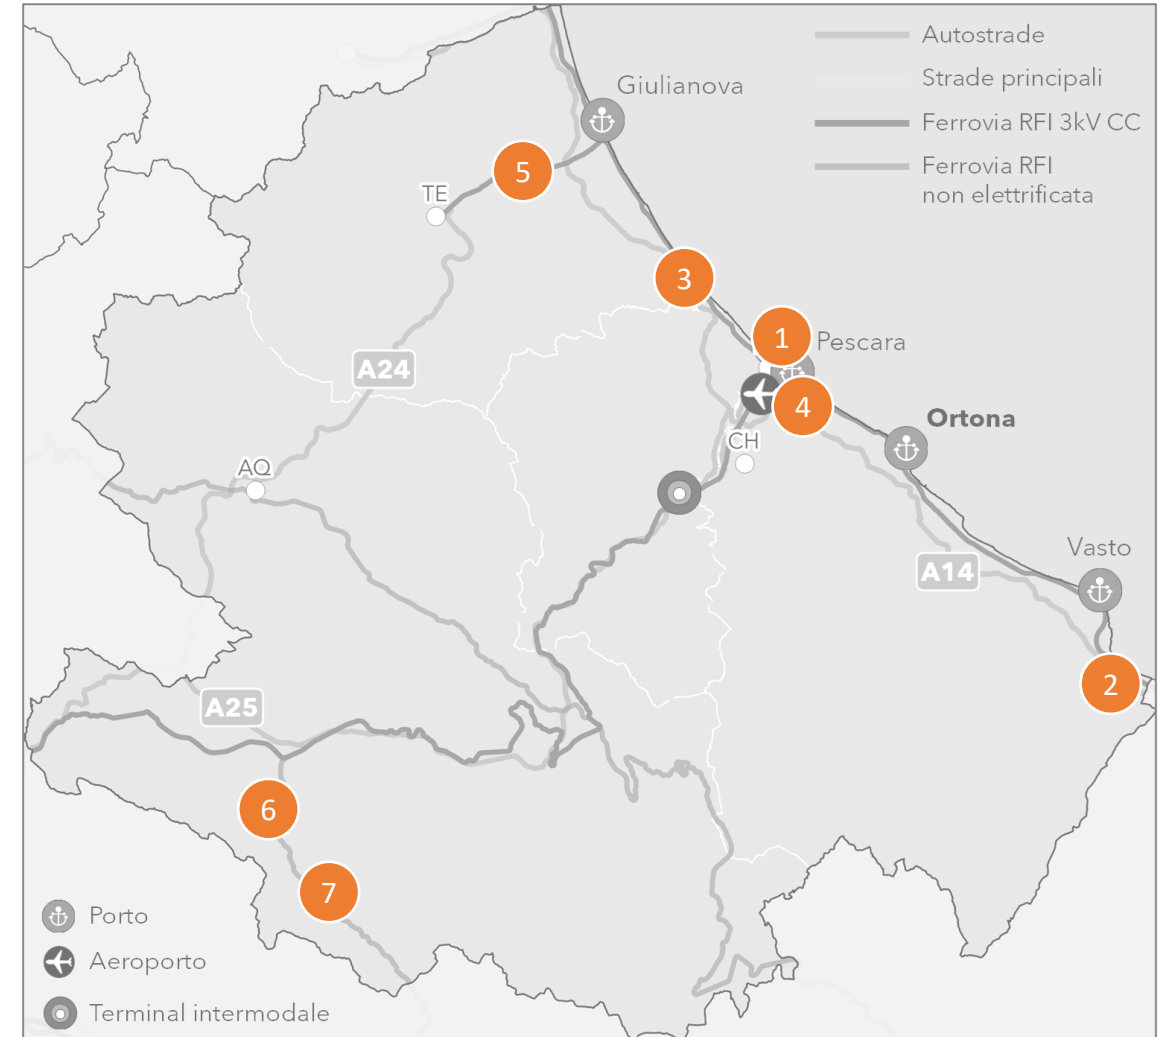 Autostrade
Strade principali
Ferrovia RFI 3kV CC
Ferrovia RFI
non elettrificata
Giulianova
5
TE
3
1
Pescara
A24
4
Ortona
CH
AQ
Vasto
A14
2
A25
6
7
Porto
Aeroporto
Terminal intermodale